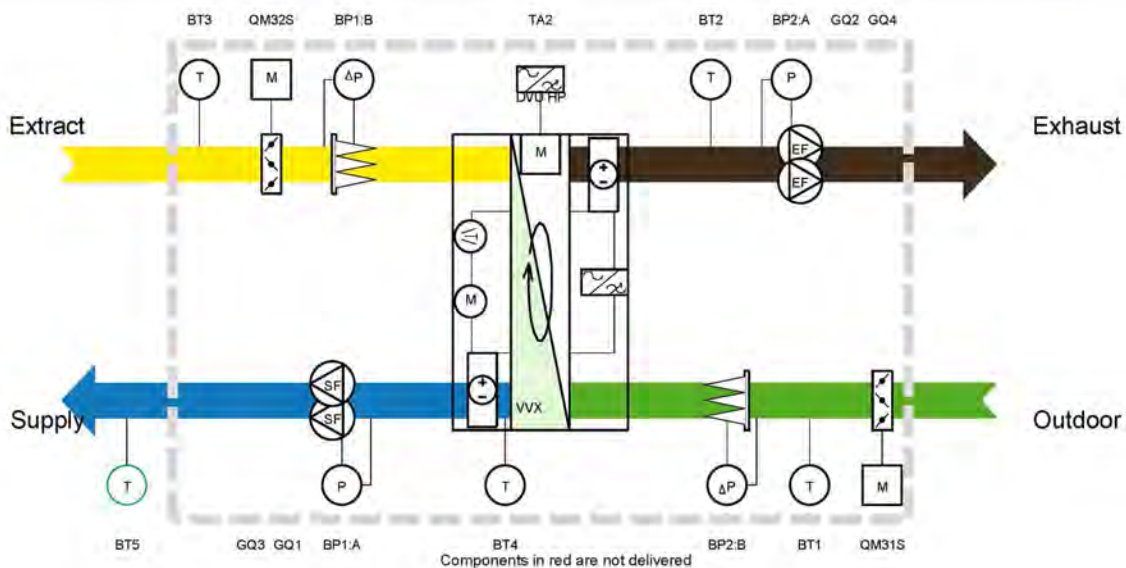 BT3 QM32S BP1:B TA2 BT2 BP2:A GQ2 GQ4
T M ΔP T P
DVU HP
Extract Exhaust
M EF
EF
T
M
SF
SF VVX
Supply Outdoor
T P T ΔP T M
BT5 GQ3 GQ1 BP1:A BT4 BP2:B BT1 QM31S
Components in red are not delivered